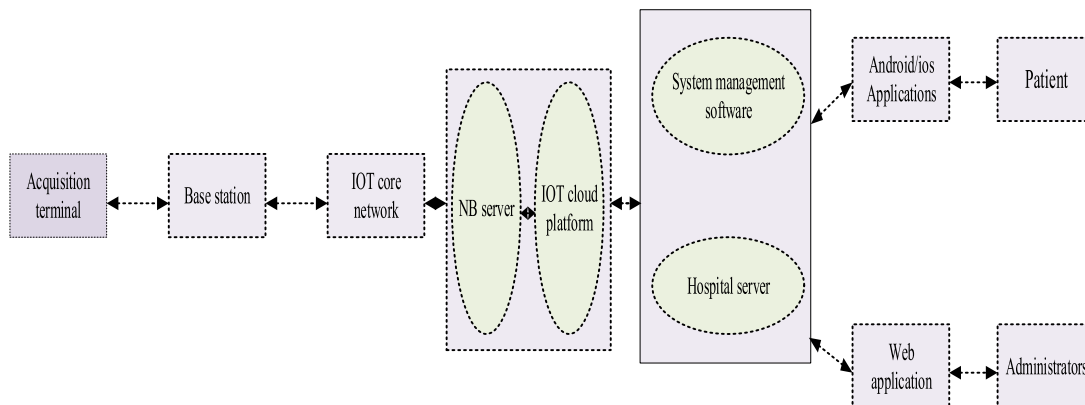 Acquisition
terminal
Base station
IOT core
network
NB server
IOT cloud
platform
System management
software
Hospital server
Android/ios
Applications
Patient
Web
application
Administrators